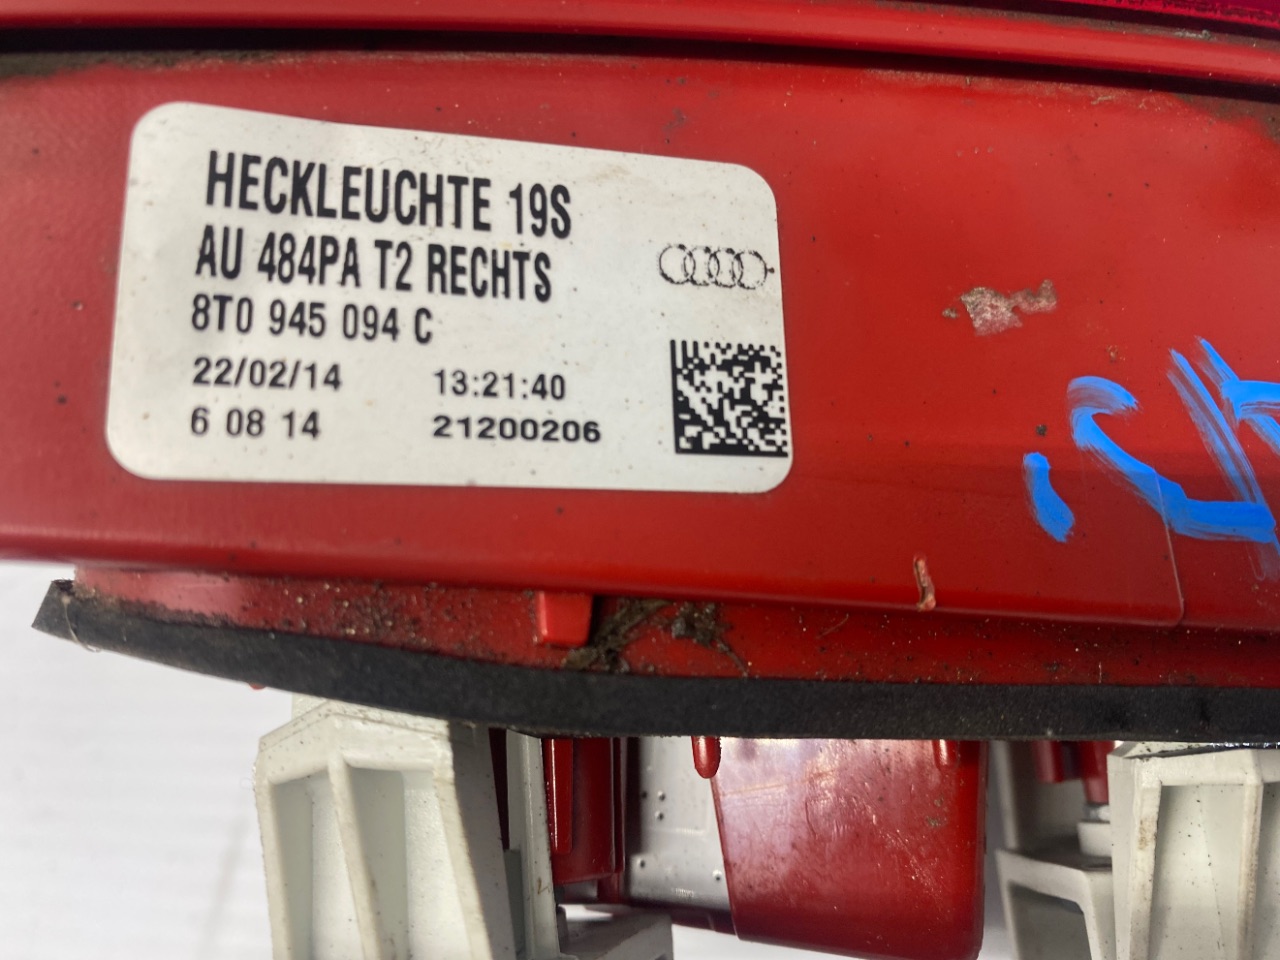 HECKLEUCHTE 19S
AU 484PA T2 RECHTS
8T0 945 094 C
22/02/14 13:21:40
6 08 14 21200206